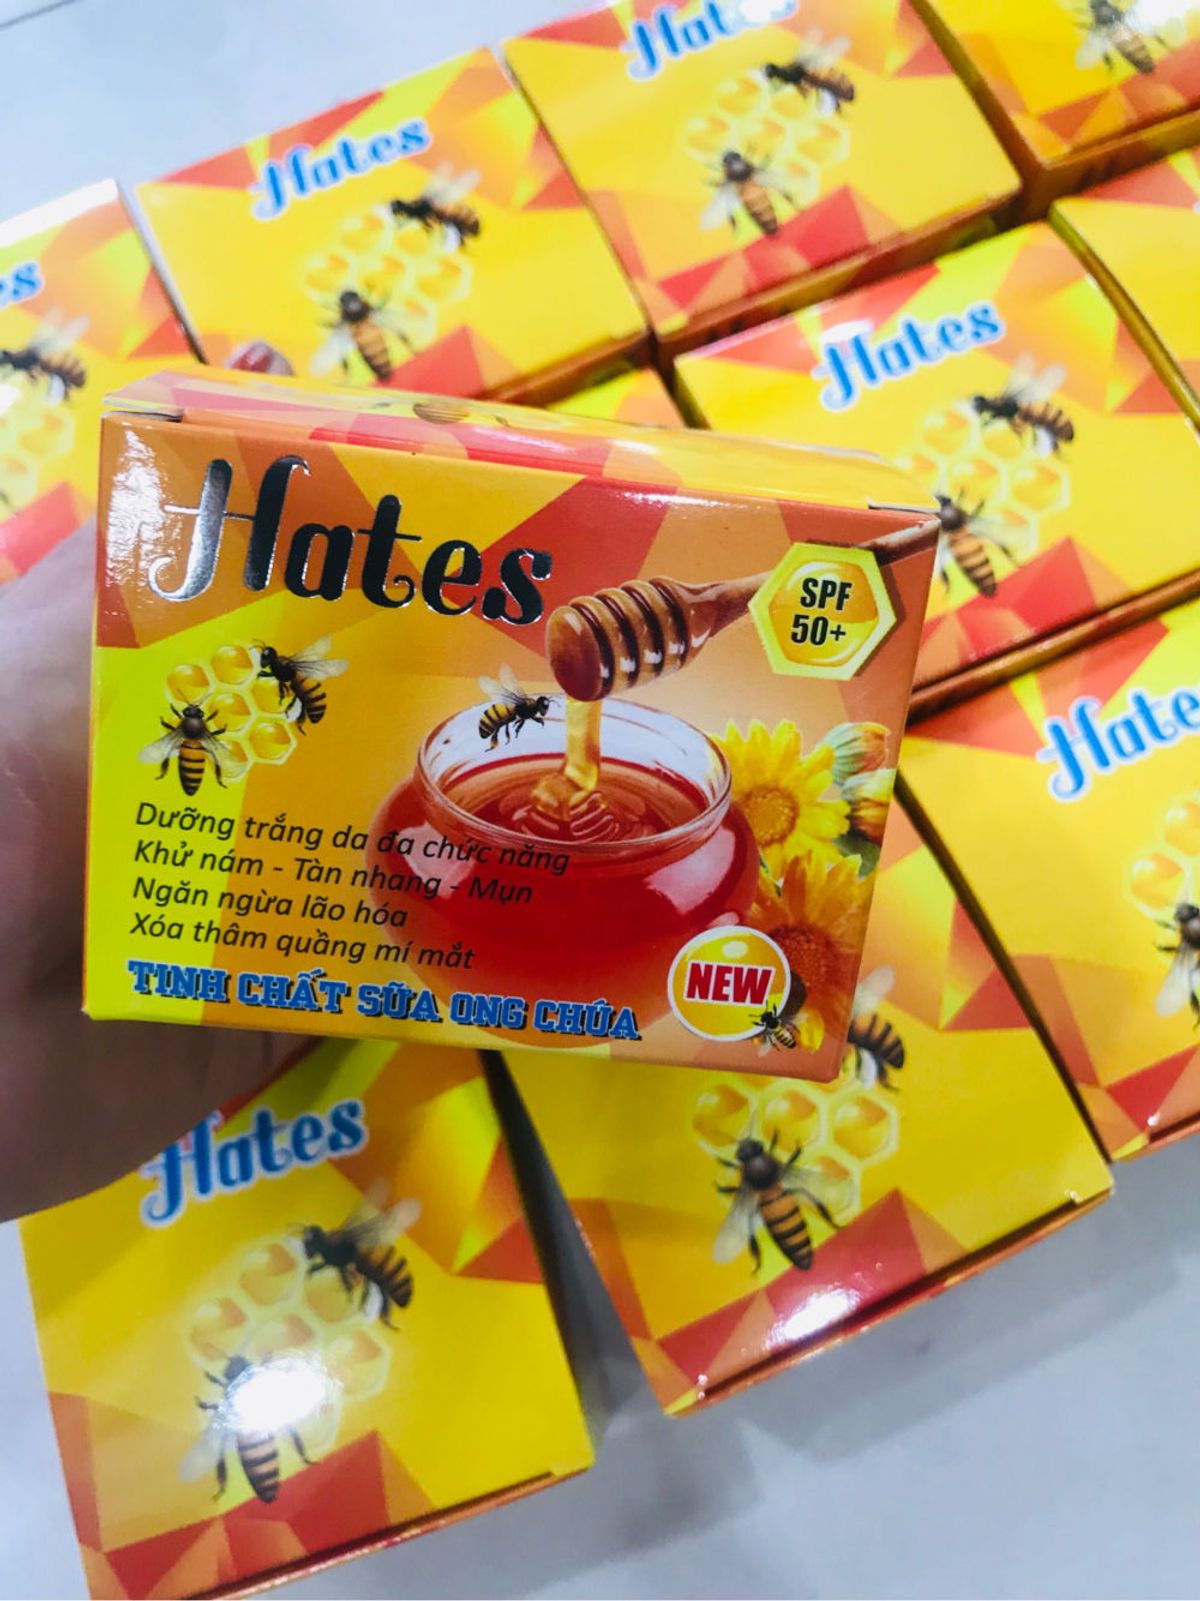 Hates
Hates
Hates
Hates
SPF
50+
Dưỡng trắng da đa chức năng
Khử nám - Tàn nhang - Mụn
Ngăn ngừa lão hóa
Xóa thâm quầng mí mắt
TINH CHẤT SỮA ONG CHÚA
NEW
Hates